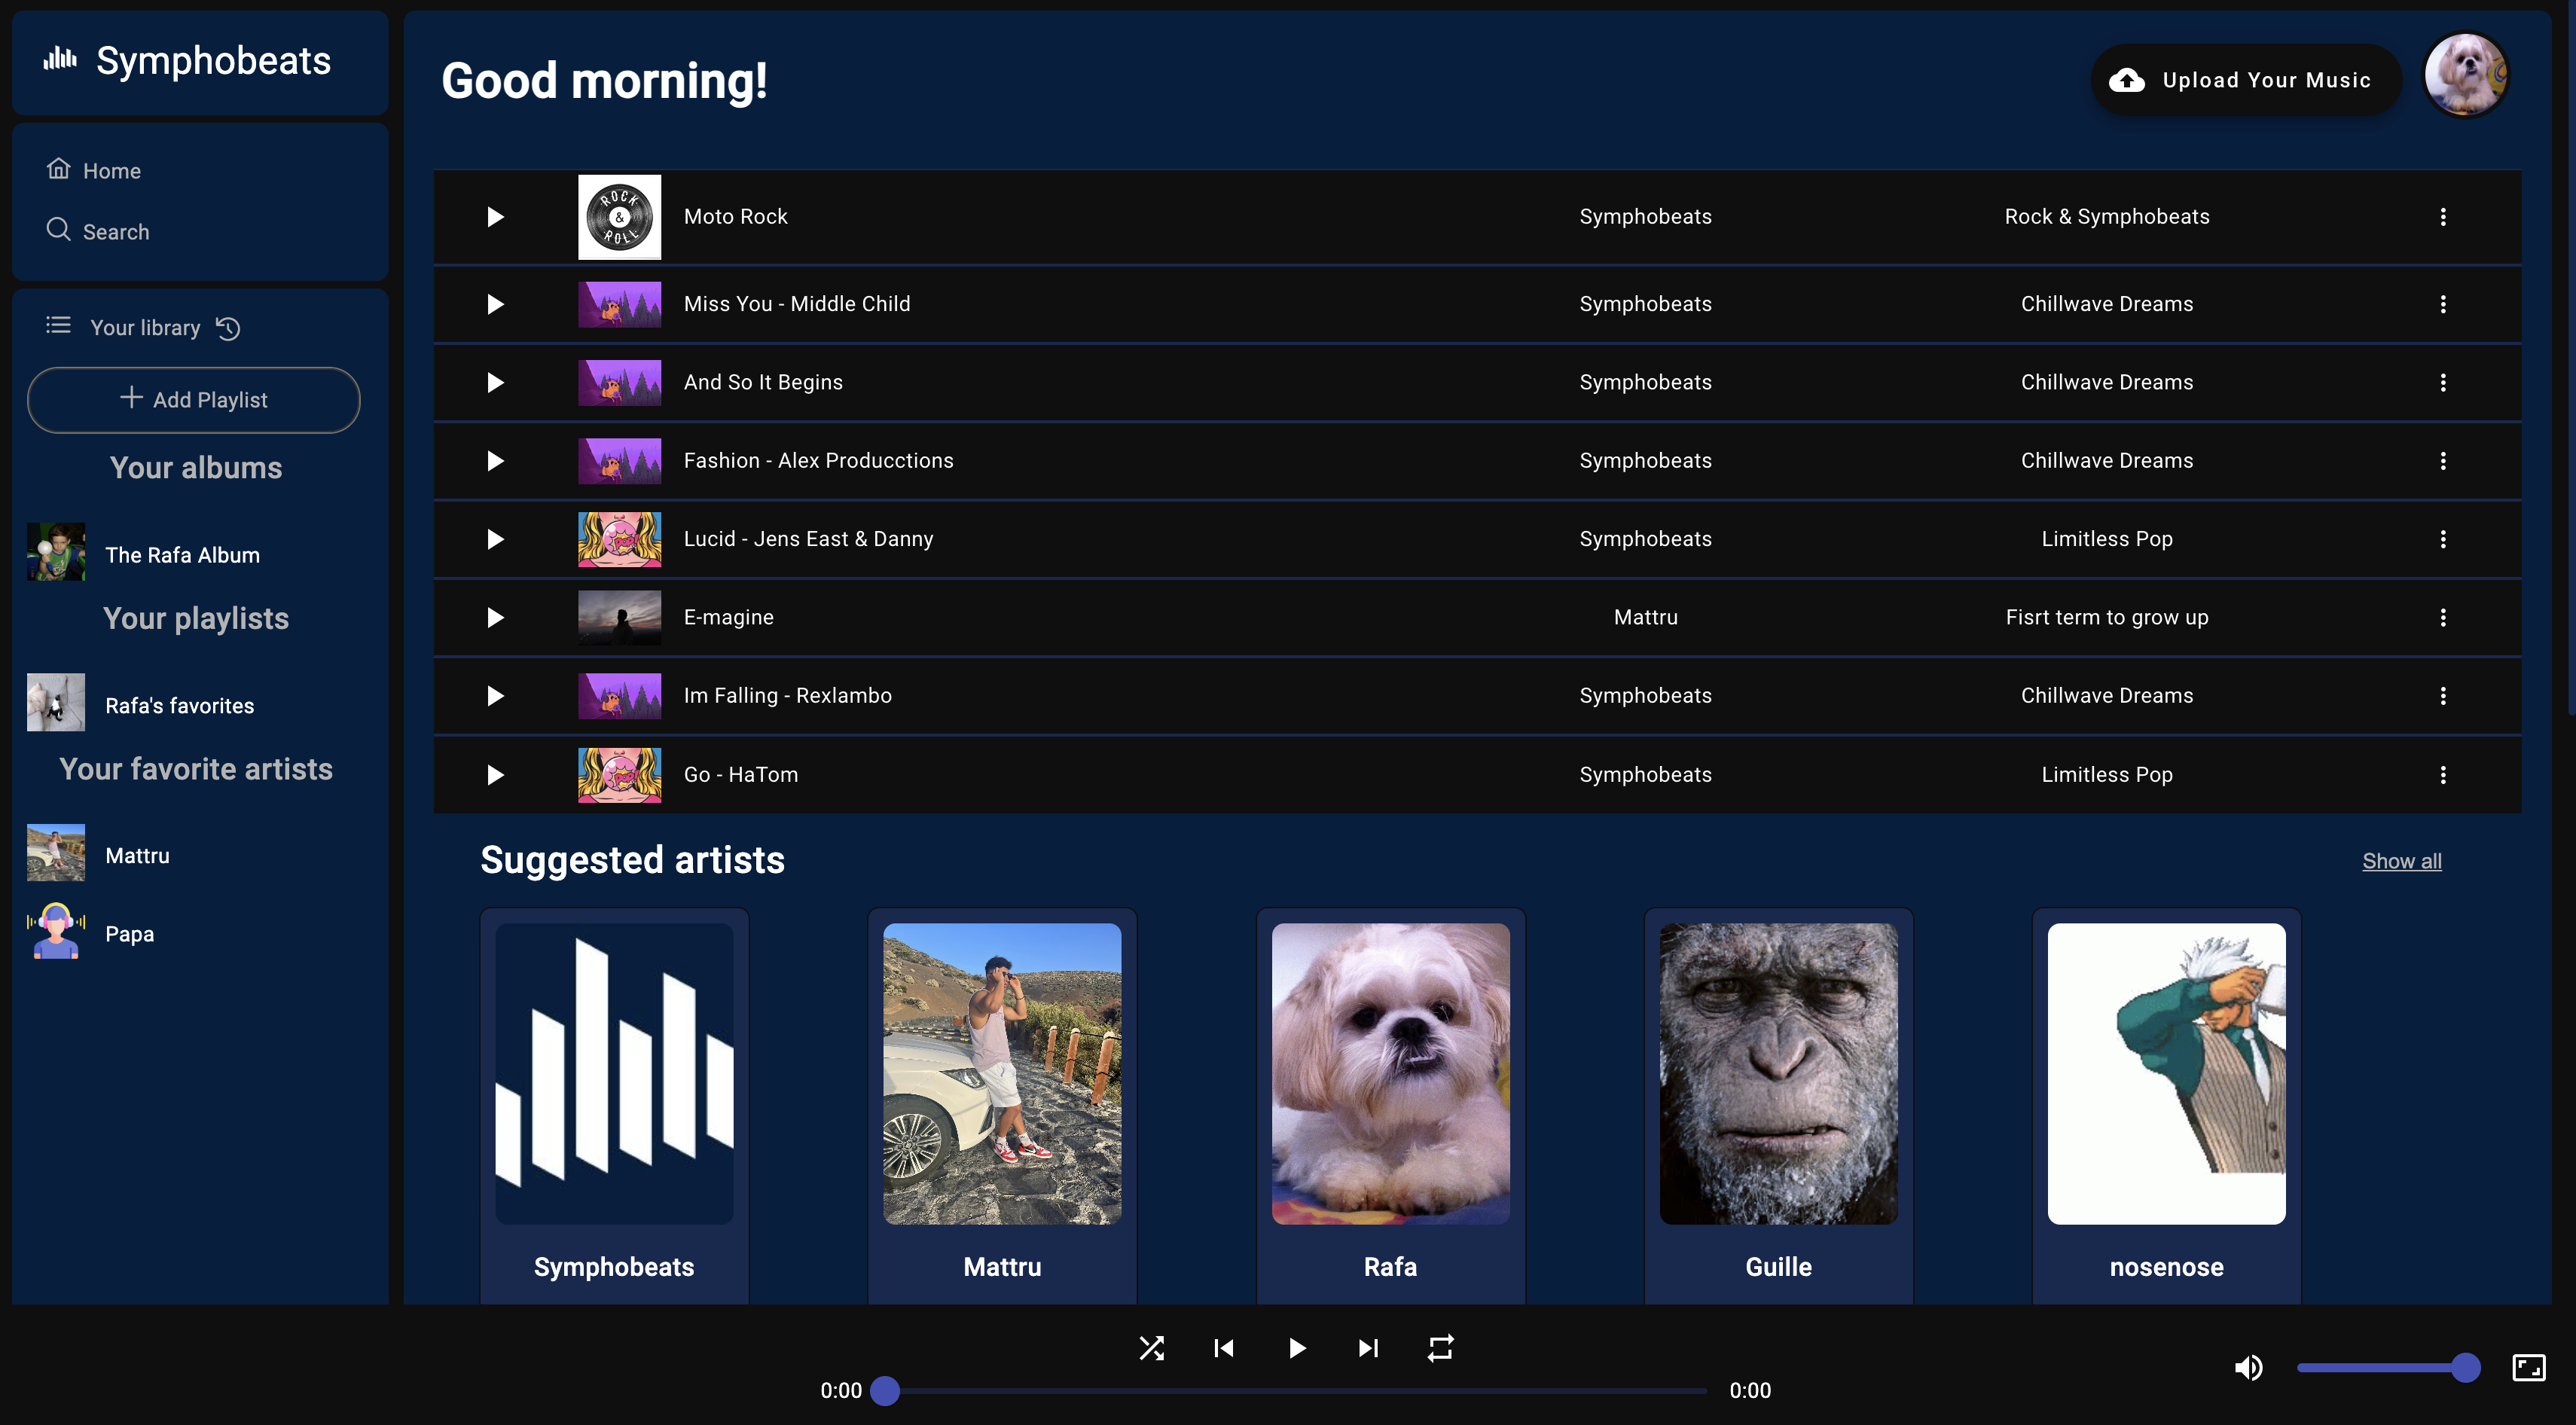 Symphobeats
Home
Search
Your library
Add Playlist
Your albums
The Rafa Album
Your playlists
Rafa's favorites
Your favorite artists
Mattru
Papa
Good morning!
Upload Your Music
ROCK & ROLL Moto Rock Symphobeats Rock & Symphobeats
Miss You - Middle Child Symphobeats Chillwave Dreams
And So It Begins Symphobeats Chillwave Dreams
Fashion - Alex Producctions Symphobeats Chillwave Dreams
POP! Lucid - Jens East & Danny Symphobeats Limitless Pop
E-magine Mattru Fisrt term to grow up
Im Falling - Rexlambo Symphobeats Chillwave Dreams
POP! Go - HaTom Symphobeats Limitless Pop
Suggested artists Show all
Symphobeats Mattru Rafa Guille nosenose
0:00 0:00